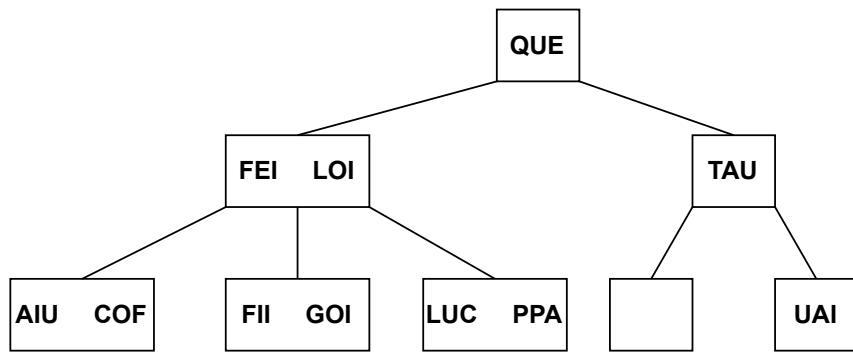 QUE
FEI LOI TAU
AIU COF FII GOI LUC PPA UAI